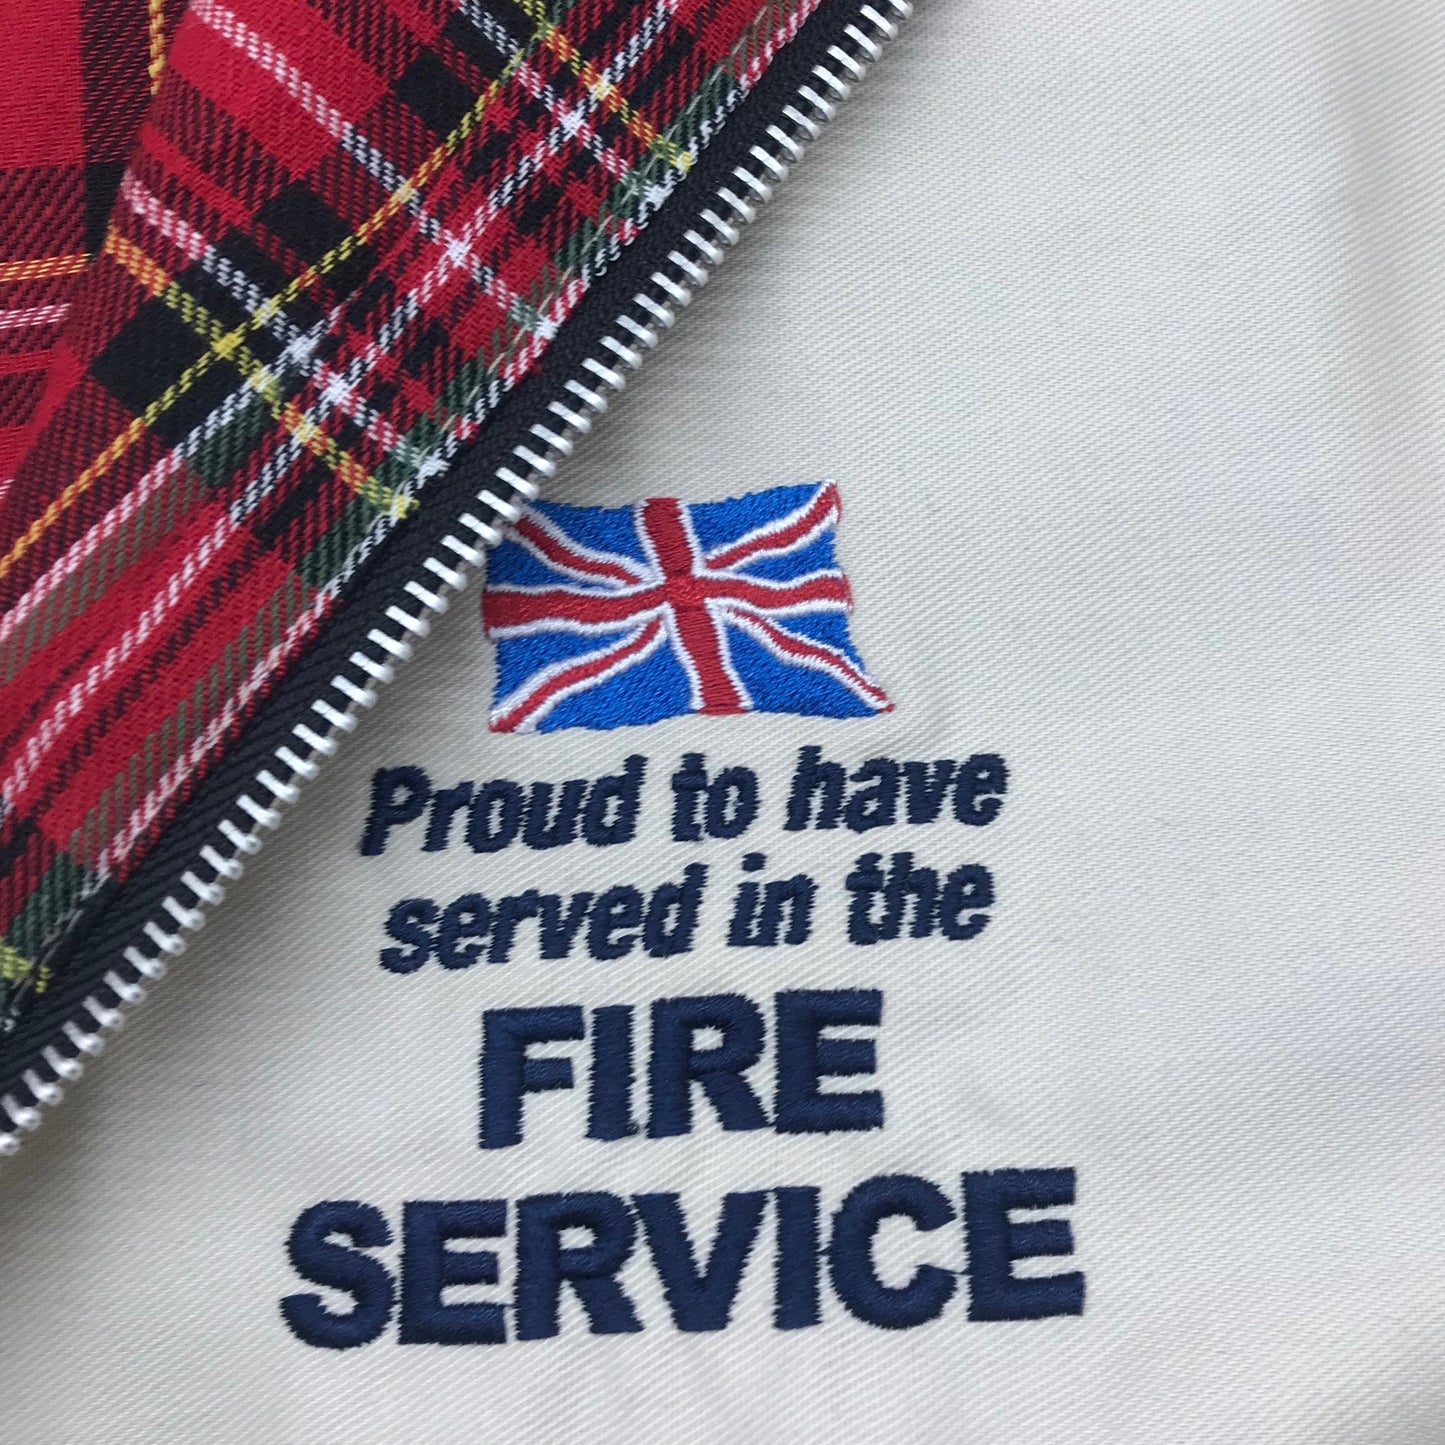 Proud to have
served in the
FIRE
SERVICE